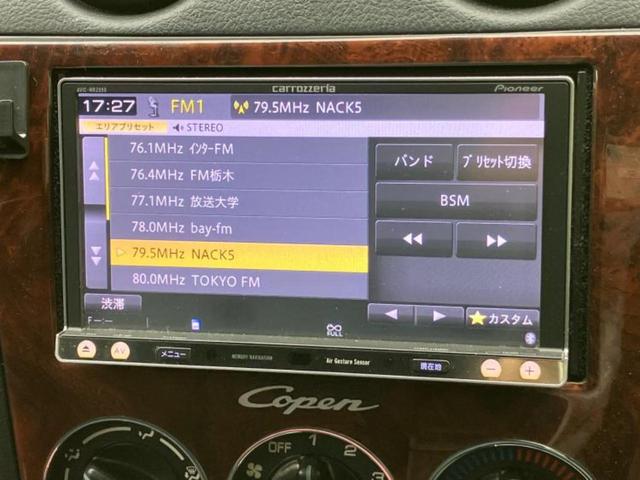 carrozzeria
Pioneer
17:27 FM1 79.5MHz NACK5
エリアプリセット STEREO
76.1MHz インターFM
76.4MHz FM栃木
77.1MHz 放送大学
78.0MHz bay-fm
79.5MHz NACK5
80.0MHz TOKYO FM
バンド
プリセット切換
BSM
渋滞
カスタム
F--:--
FULL
AV
メニュー
MEMORY NAVIGATION
Air Gesture Sensor
現在地
Copen
OFF 1 2